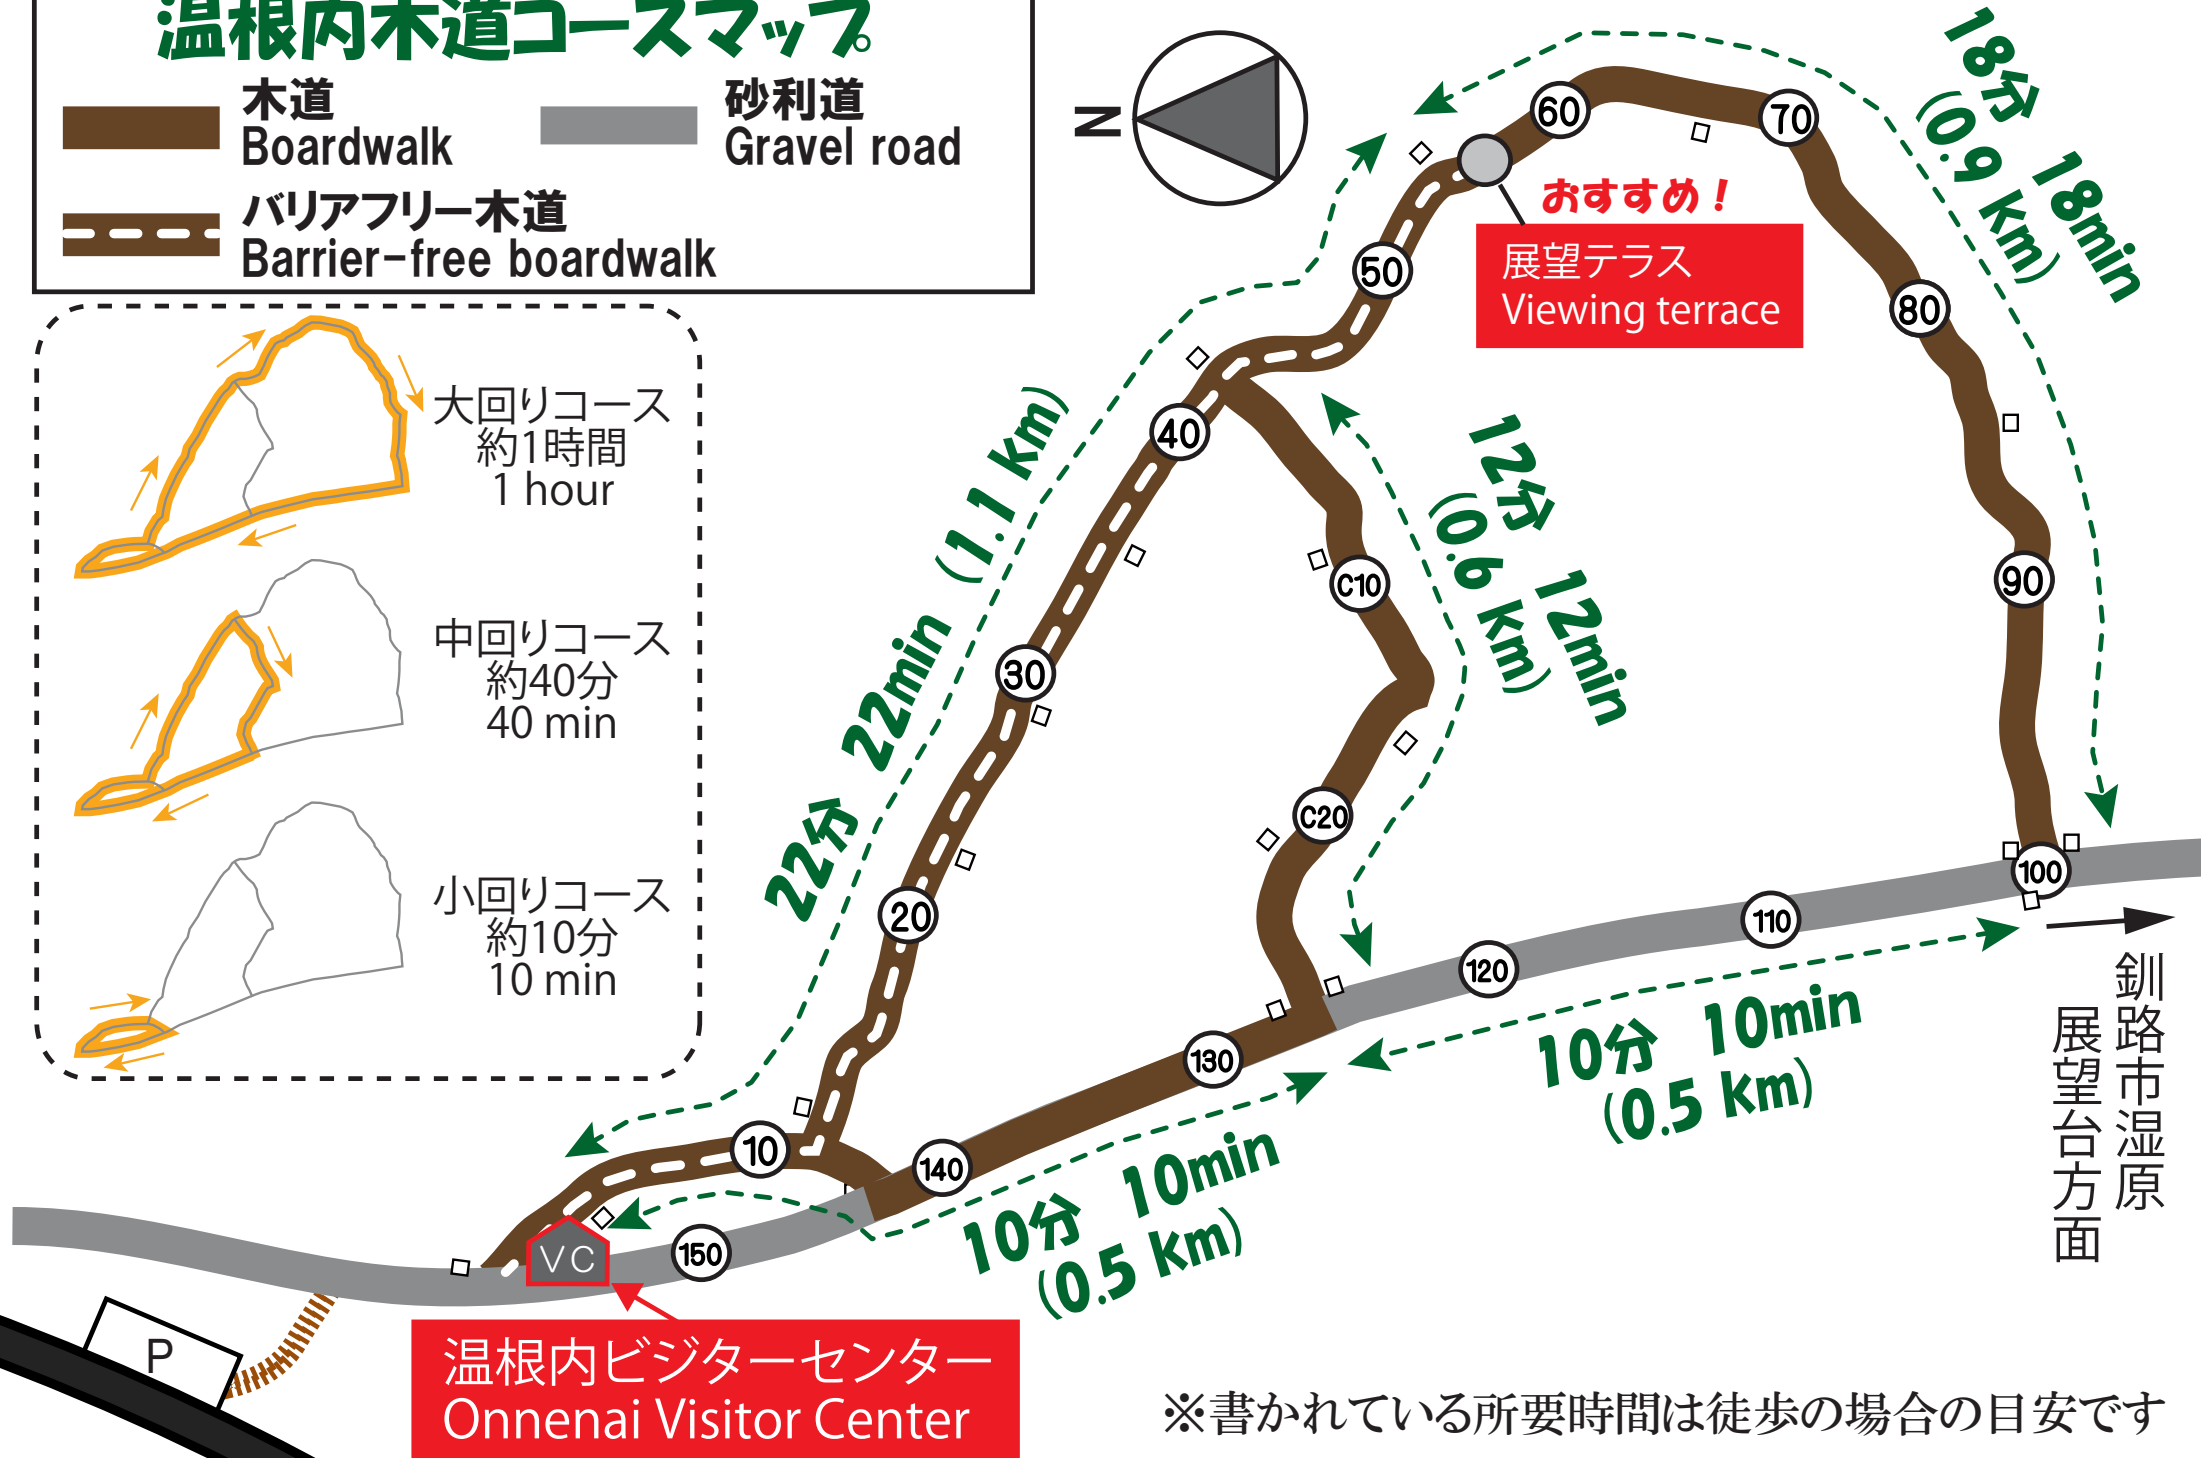 温根内木道コースマップ。
木道
Boardwalk
砂利道
Gravel road
バリアフリー木道
Barrier-free boardwalk
N
大回りコース
約1時間
1 hour
中回りコース
約40分
40 min
小回りコース
約10分
10 min
60
70
50
80
40
90
C10
30
C20
20
100
110
120
130
140
10
150
おすすめ！
展望テラス
Viewing terrace
18分 18min
(0.9 km)
12分 12min
(0.6 km)
22分 22min (1.1 km)
10分 10min
(0.5 km)
10分 10min
(0.5 km)
釧路市湿原
展望台方面
VC
P
温根内ビジターセンター
Onnenai Visitor Center
※書かれている所要時間は徒歩の場合の目安です